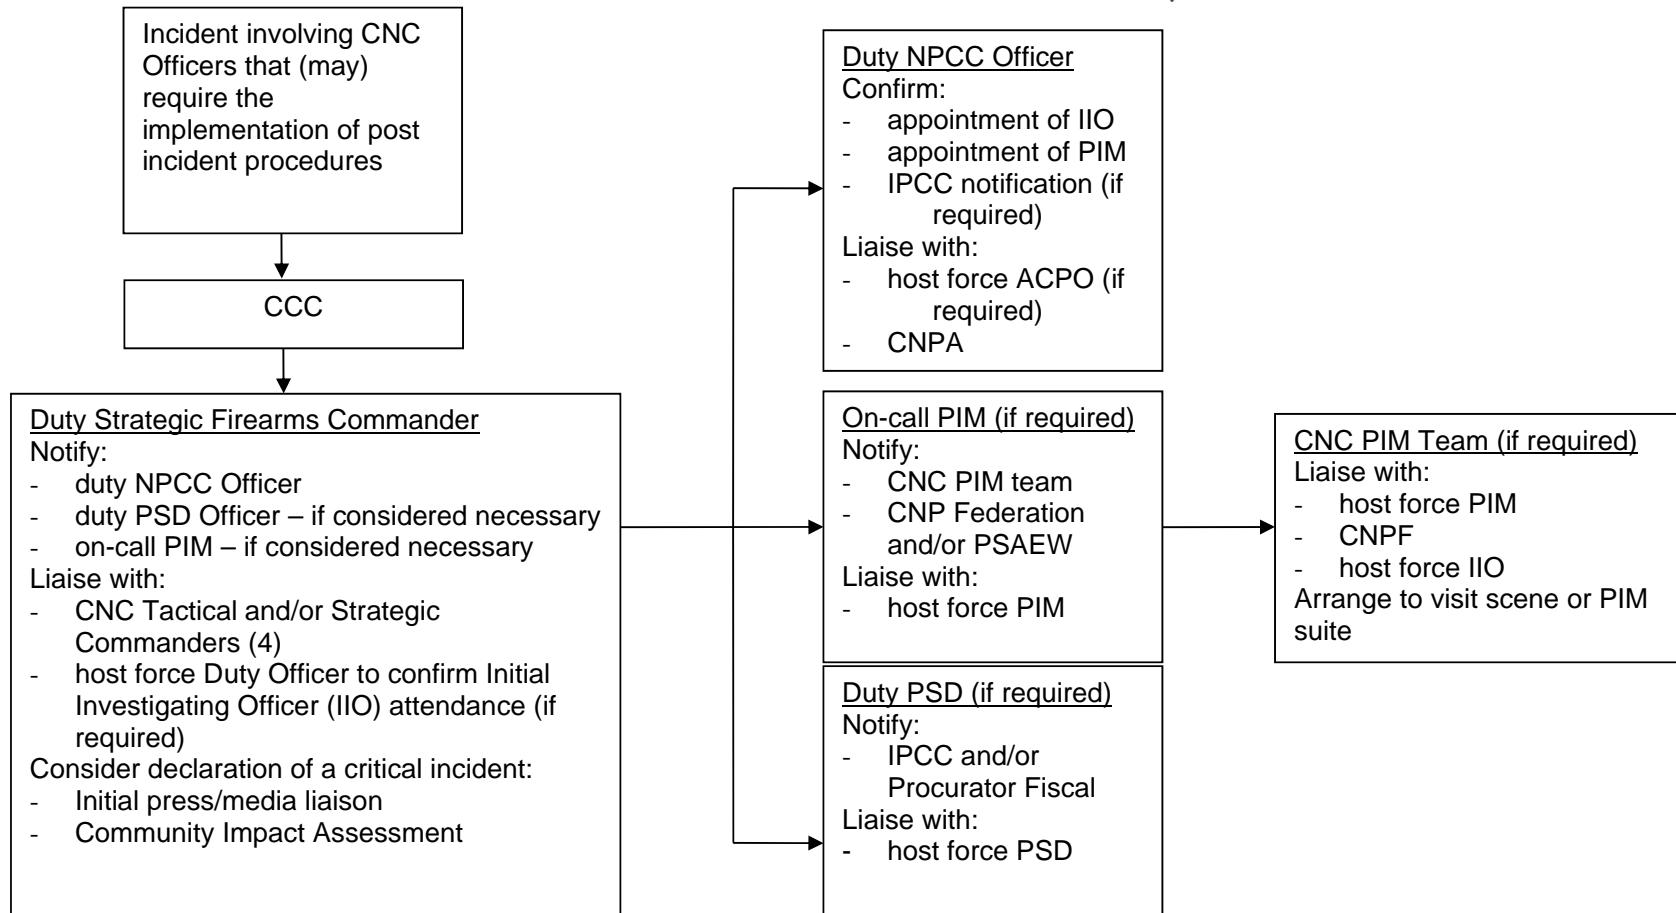 Incident involving CNC
Officers that (may)
require the
implementation of post
incident procedures
CCC
Duty Strategic Firearms Commander
Notify:
- duty NPCC Officer
- duty PSD Officer – if considered necessary
- on-call PIM – if considered necessary
Liaise with:
- CNC Tactical and/or Strategic
Commanders (4)
- host force Duty Officer to confirm Initial
Investigating Officer (IIO) attendance (if
required)
Consider declaration of a critical incident:
- Initial press/media liaison
- Community Impact Assessment
Duty NPCC Officer
Confirm:
- appointment of IIO
- appointment of PIM
- IPCC notification (if
required)
Liaise with:
- host force ACPO (if
required)
- CNPA
On-call PIM (if required)
Notify:
- CNC PIM team
- CNP Federation
and/or PSAEW
Liaise with:
- host force PIM
Duty PSD (if required)
Notify:
- IPCC and/or
Procurator Fiscal
Liaise with:
- host force PSD
CNC PIM Team (if required)
Liaise with:
- host force PIM
- CNPF
- host force IIO
Arrange to visit scene or PIM
suite